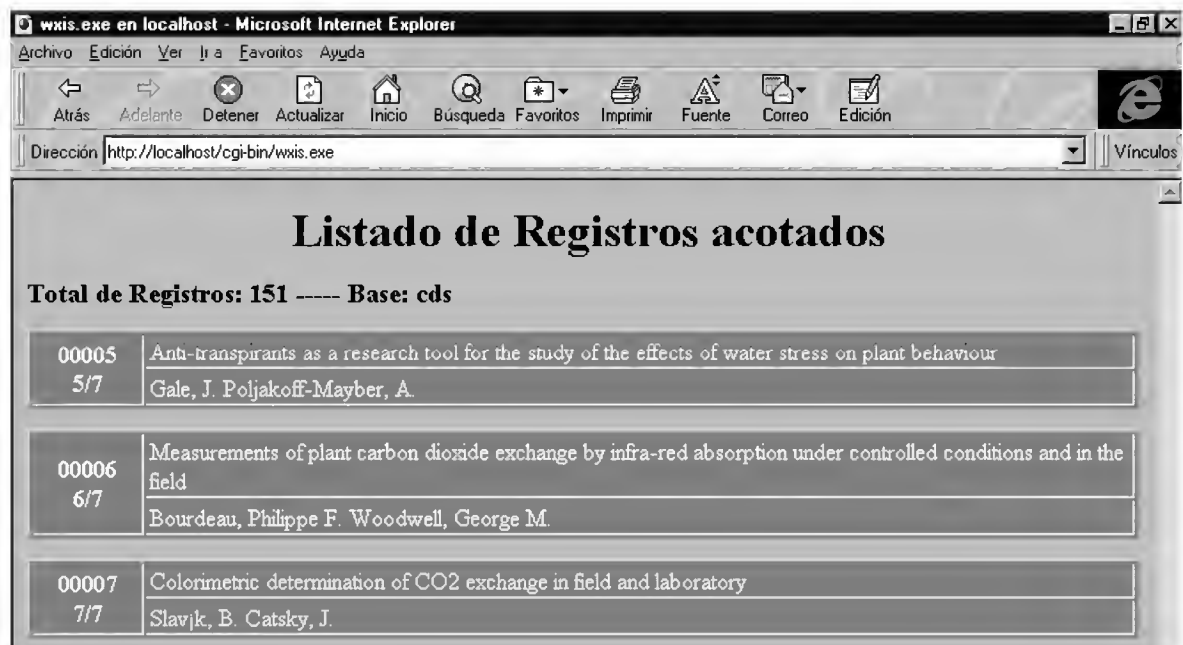 wxis.exe en localhost - Microsoft Internet Explorer
Archivo Edición Ver Ir a Favoritos Ayuda
Atrás Adelante Detener Actualizar Inicio Búsqueda Favoritos Imprimir Fuente Correo Edición
Dirección http://localhost/cgi-bin/wxis.exe Vínculos
Listado de Registros acotados
Total de Registros: 151 ----- Base: cds
00005
5/7
Anti-transpirants as a research tool for the study of the effects of water stress on plant behaviour
Gale, J. Poljakoff-Mayber, A.
00006
6/7
Measurements of plant carbon dioxide exchange by infra-red absorption under controlled conditions and in the
field
Bourdeau, Philippe F. Woodwell, George M.
00007
7/7
Colorimetric determination of CO2 exchange in field and laboratory
Slavjk, B. Catsky, J.